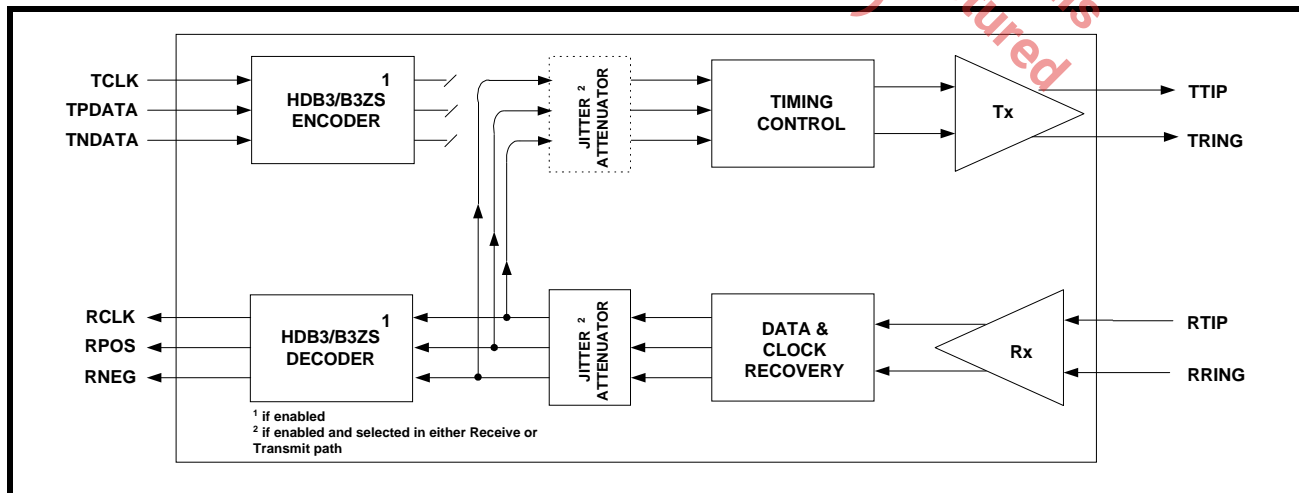 TCLK
TPDATA
TNDATA
HDB3/B3ZS 1
ENCODER
JITTER 2
ATTENUATOR
TIMING
CONTROL
Tx
TTIP
TRING
RCLK
RPOS
RNEG
HDB3/B3ZS 1
DECODER
JITTER 2
ATTENUATOR
DATA &
CLOCK
RECOVERY
Rx
RTIP
RRING
1 if enabled
2 if enabled and selected in either Receive or
Transmit path